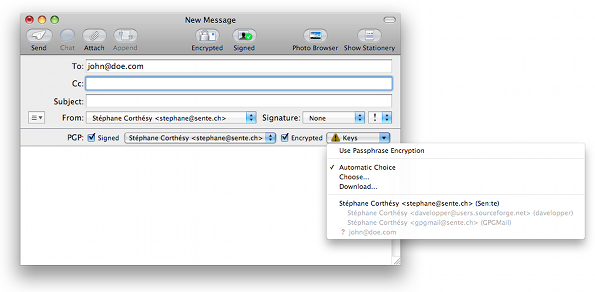 New Message
Send Chat Attach Append Encrypted Signed Photo Browser Show Stationery
To: john@doe.com
Cc:
Subject:
From: Stéphane Corthésy <stephane@sente.ch> Signature: None !
PGP: Signed Stéphane Corthésy <stephane@sente.ch> Encrypted Keys
Use Passphrase Encryption
Automatic Choice
Choose...
Download...
Stéphane Corthésy <stephane@sente.ch> (Sen:te)
Stéphane Corthésy <davelopper@users.sourceforge.net> (davelopper)
Stéphane Corthésy <gpgmail@sente.ch> (GPGMail)
? john@doe.com